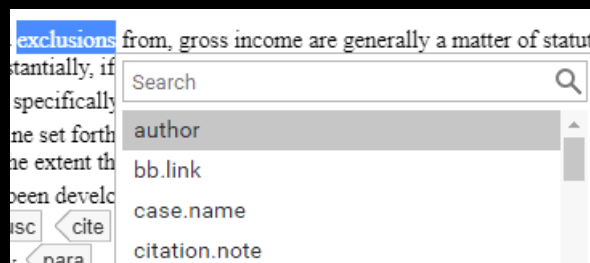 exclusions from, gross income are generally a matter of statut
stantially, if
Search
specifically
author
ne set forth
bb.link
ne extent th
been develo
case.name
usc cite
citation.note
para